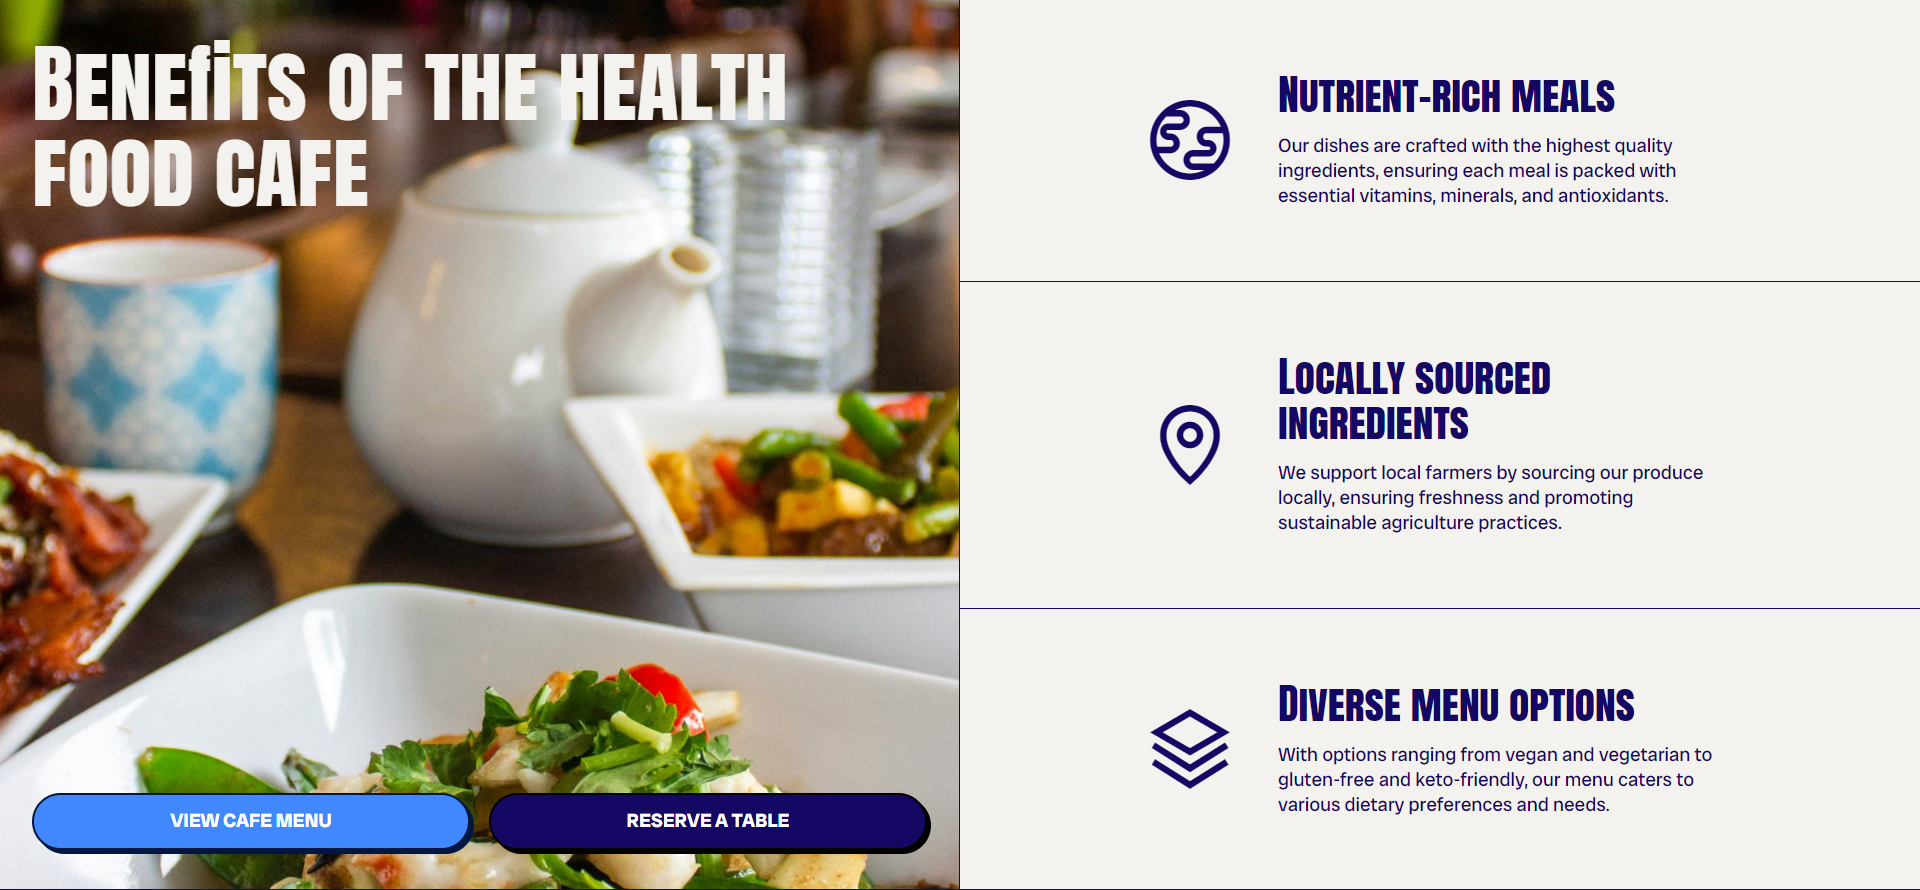 Benefits of the health
food cafe
VIEW CAFE MENU
RESERVE A TABLE
Nutrient-rich meals
Our dishes are crafted with the highest quality
ingredients, ensuring each meal is packed with
essential vitamins, minerals, and antioxidants.
Locally sourced
ingredients
We support local farmers by sourcing our produce
locally, ensuring freshness and promoting
sustainable agriculture practices.
Diverse menu options
With options ranging from vegan and vegetarian to
gluten-free and keto-friendly, our menu caters to
various dietary preferences and needs.